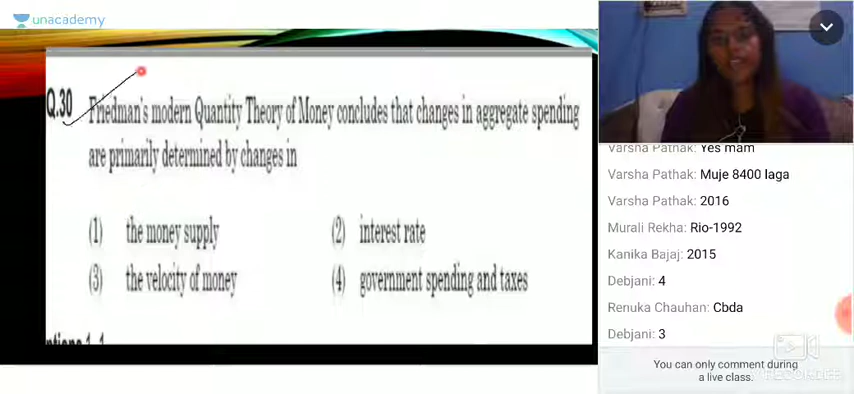 unacademy
Q.30 Friedman's modern Quantity Theory of Money concludes that changes in aggregate spending
are primarily determined by changes in
(1) the money supply
(2) interest rate
(3) the velocity of money
(4) government spending and taxes
Varsha Pathak: Yes mam
Varsha Pathak: Muje 8400 laga
Varsha Pathak: 2016
Murali Rekha: Rio-1992
Kanika Bajaj: 2015
Debjani: 4
Renuka Chauhan: Cbda
Debjani: 3
You can only comment during
a live class.